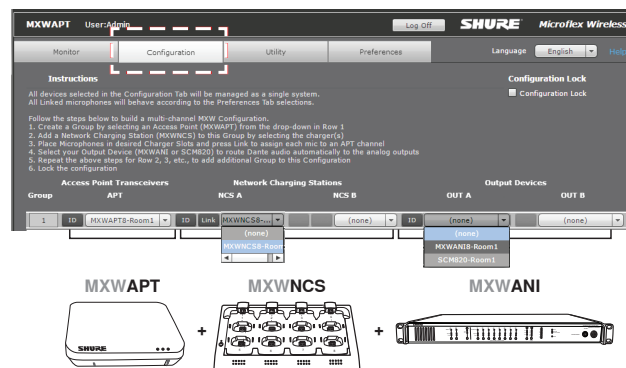 MXWAPT User:Admin Log Off SHURE Microflex Wireless
Monitor Configuration Utility Preferences Language English Help
Instructions
Configuration Lock
All devices selected in the Configuration Tab will be managed as a single system.
Configuration Lock
All Linked microphones will behave according to the Preferences Tab selections.
Follow the steps below to build a multi-channel MXW Configuration.
1. Create a Group by selecting an Access Point (MXWAPT) from the drop-down in Row 1
2. Add a Network Charging Station (MXWNCS) to this Group by selecting the charger(s)
3. Place Microphones in desired Charger Slots and press Link to assign each mic to an APT channel
4. Select your Output Device (MXWANI or SCM820) to route Dante audio automatically to the analog outputs
5. Repeat the above steps for Row 2, 3, etc., to add additional Group to this Configuration
6. Lock the configuration
Access Point Transceivers Network Charging Stations Output Devices
Group APT NCS A NCS B OUT A OUT B
1 ID MXWAPT8-Room1 ID Link MXWNCS8-... (none) ID (none) (none)
(none) (none)
MXWNCS8-Room MXWANI8-Room1
SCM820-Room1
MXWAPT MXWNCS MXWANI
+ +
SHURE